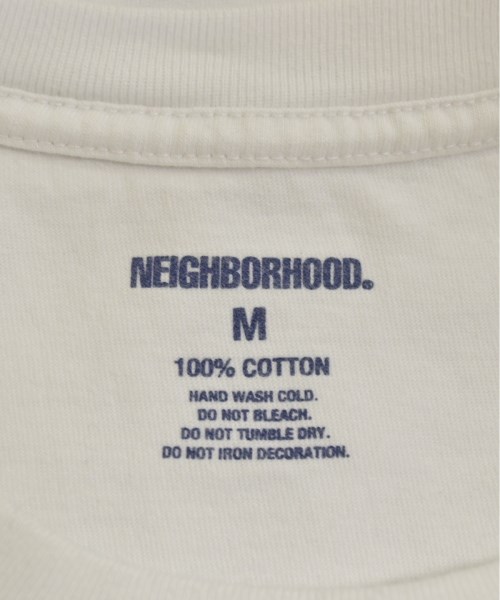 NEIGHBORHOOD®
M
100% COTTON
HAND WASH COLD.
DO NOT BLEACH.
DO NOT TUMBLE DRY.
DO NOT IRON DECORATION.